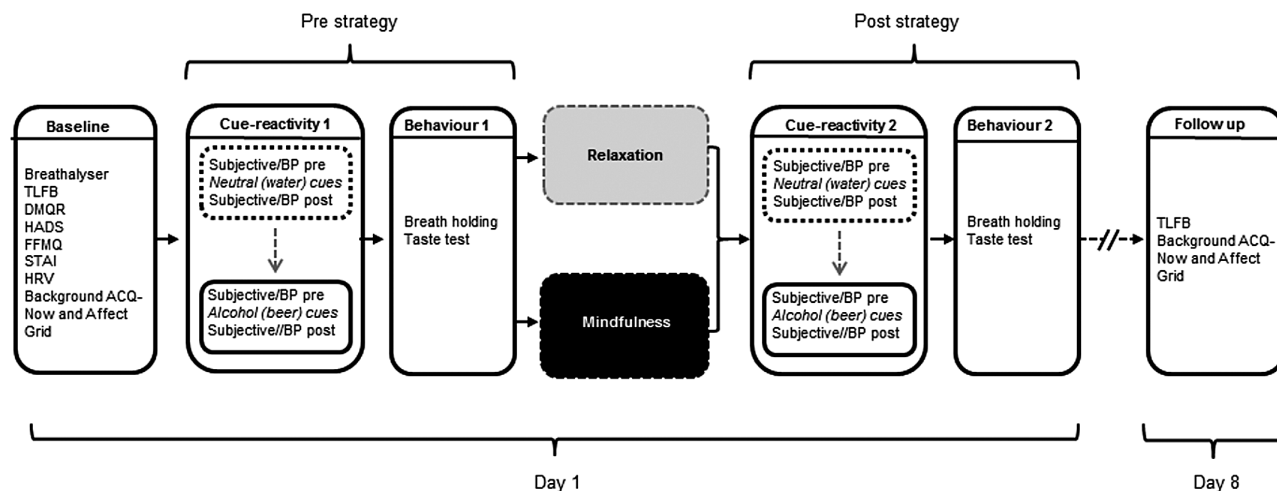 Pre strategy
Post strategy
Baseline
Breathalyser
TLFB
DMQR
HADS
FFMQ
STAI
HRV
Background ACQ-
Now and Affect
Grid
Cue-reactivity 1
Subjective/BP pre
Neutral (water) cues
Subjective/BP post
Subjective/BP pre
Alcohol (beer) cues
Subjective//BP post
Behaviour 1
Breath holding
Taste test
Relaxation
Mindfulness
Cue-reactivity 2
Subjective/BP pre
Neutral (water) cues
Subjective/BP post
Subjective/BP pre
Alcohol (beer) cues
Subjective//BP post
Behaviour 2
Breath holding
Taste test
Follow up
TLFB
Background ACQ-
Now and Affect
Grid
Day 1
Day 8